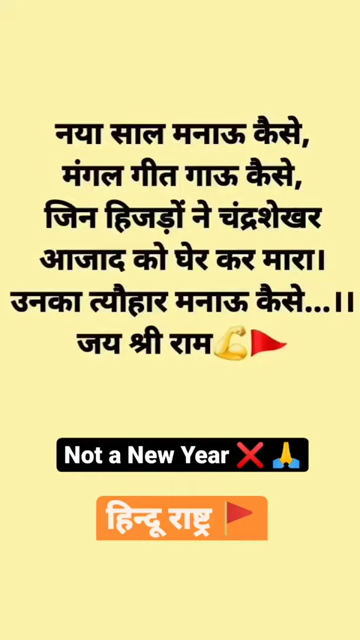 नया साल मनाऊ कैसे,
मंगल गीत गाऊ कैसे,
जिन हिजड़ों ने चंद्रशेखर
आजाद को घेर कर मारा।
उनका त्यौहार मनाऊ कैसे...।।
जय श्री राम💪🚩
Not a New Year ❌ 🙏
हिन्दू राष्ट्र 🚩